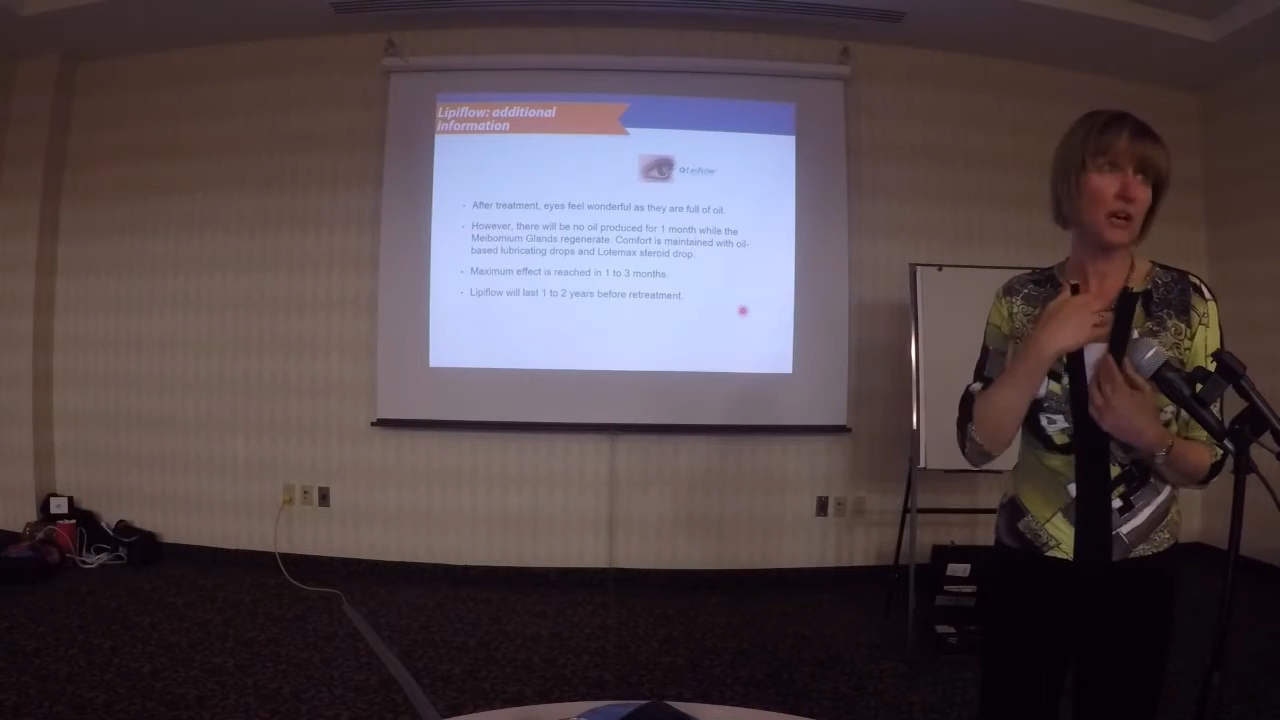 Lipiflow: additional
information
LipiFlow
· After treatment, eyes feel wonderful as they are full of oil.
· However, there will be no oil produced for 1 month while the
Meibomium Glands regenerate. Comfort is maintained with oil-
based lubricating drops and Lotemax steroid drop.
· Maximum effect is reached in 1 to 3 months.
· Lipiflow will last 1 to 2 years before retreatment.